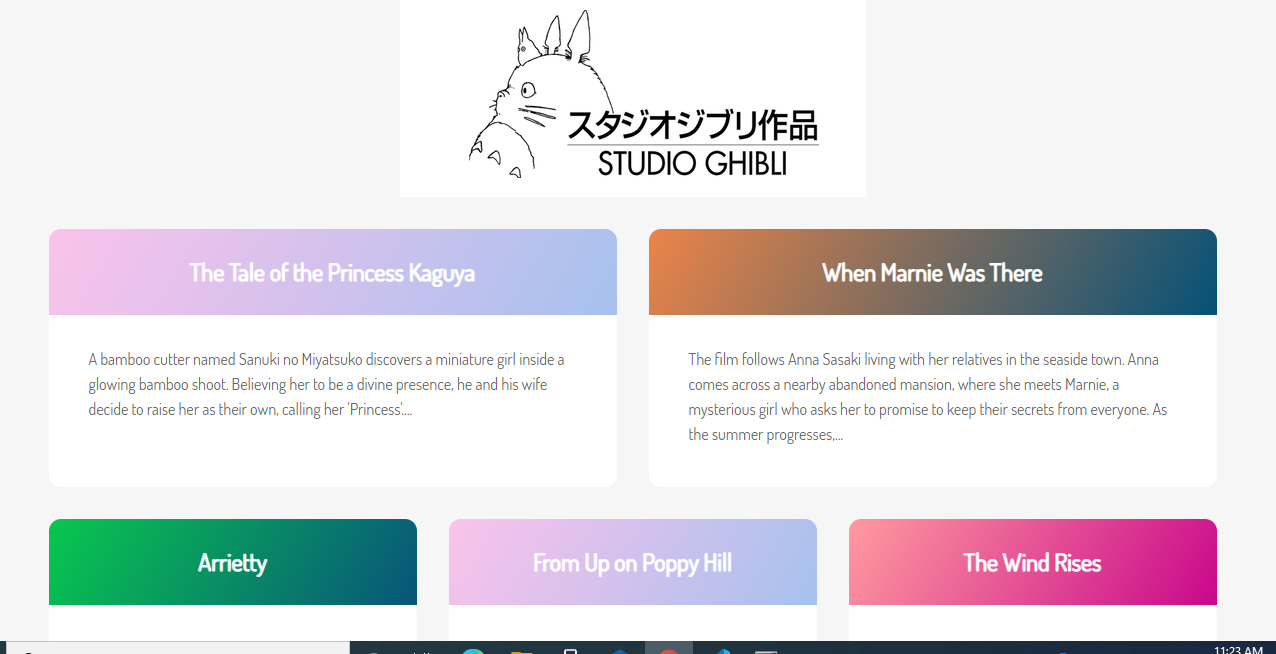 スタジオジブリ作品
STUDIO GHIBLI
The Tale of the Princess Kaguya
A bamboo cutter named Sanuki no Miyatsuko discovers a miniature girl inside a
glowing bamboo shoot. Believing her to be a divine presence, he and his wife
decide to raise her as their own, calling her 'Princess'....
When Marnie Was There
The film follows Anna Sasaki living with her relatives in the seaside town. Anna
comes across a nearby abandoned mansion, where she meets Marnie, a
mysterious girl who asks her to promise to keep their secrets from everyone. As
the summer progresses,...
Arrietty
From Up on Poppy Hill
The Wind Rises
11:23 AM